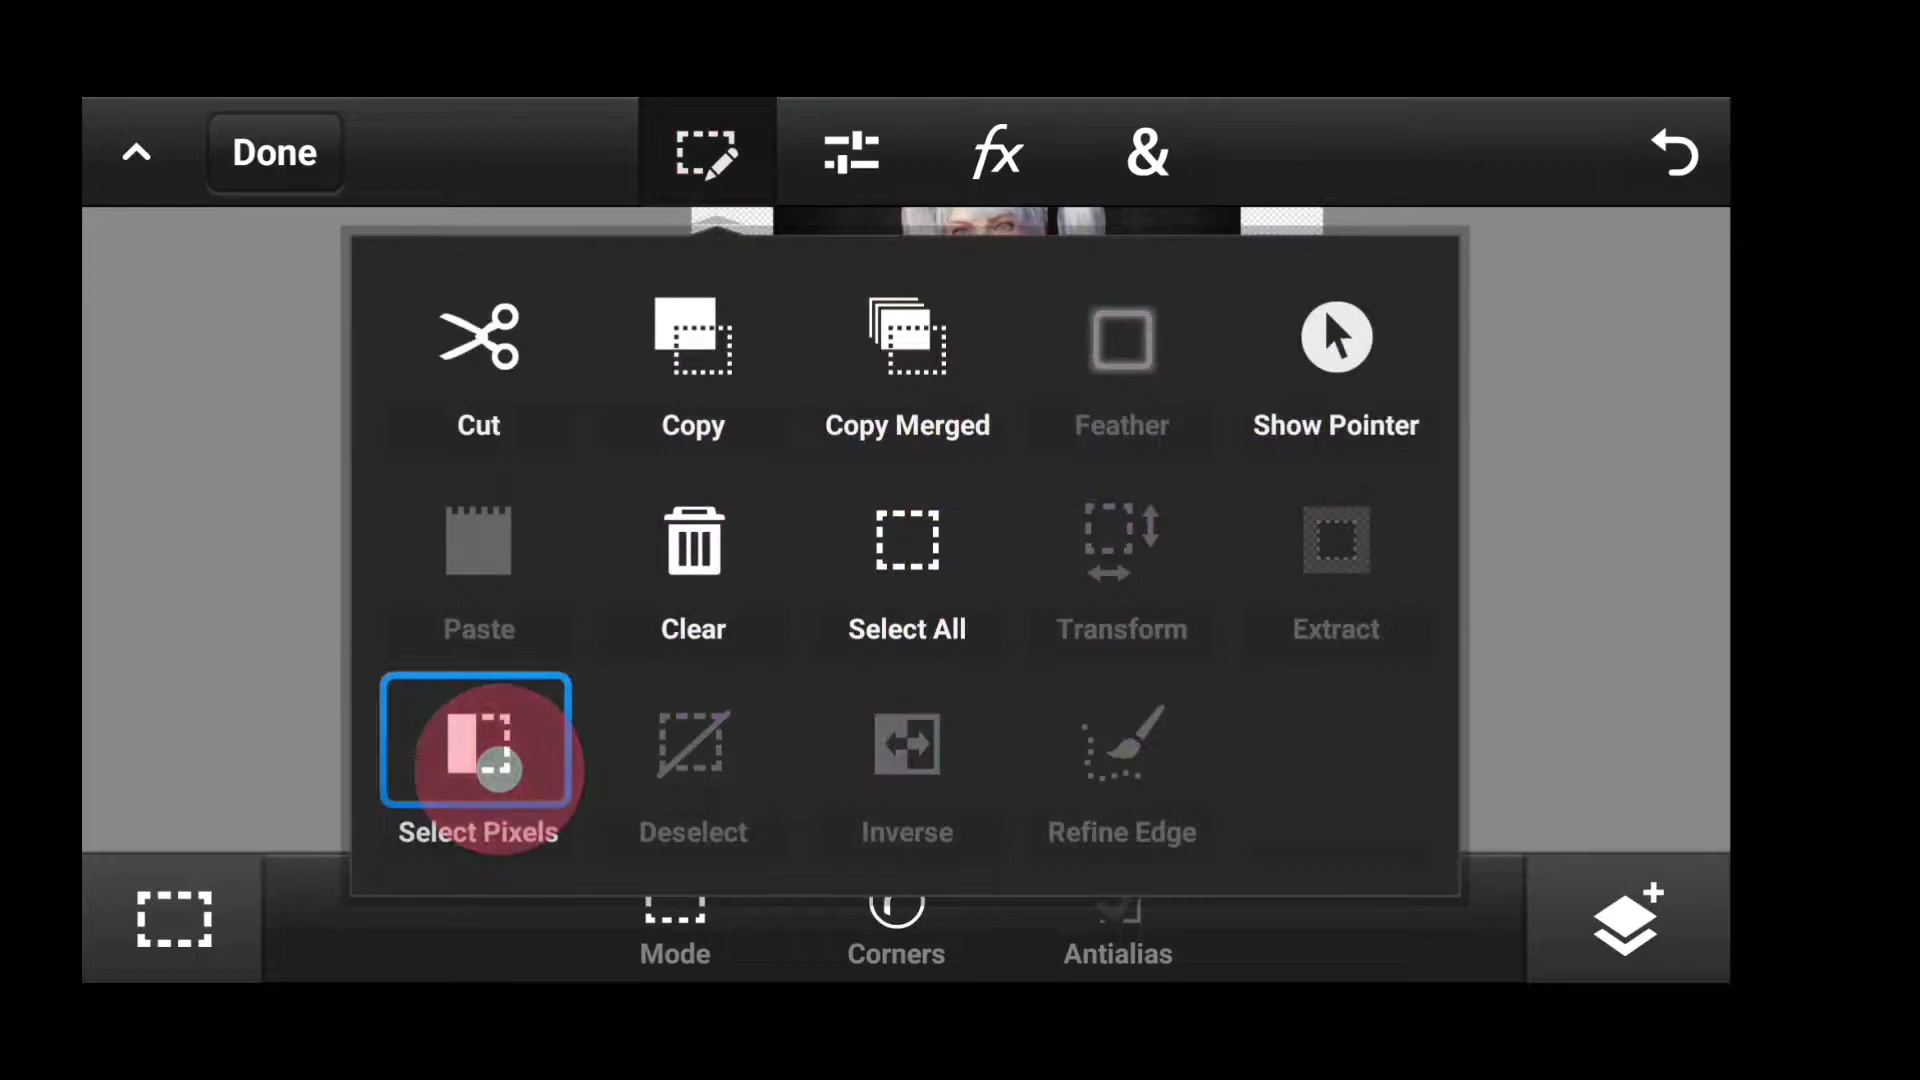 Done
fx
&
Cut
Copy
Copy Merged
Feather
Show Pointer
Paste
Clear
Select All
Transform
Extract
Select Pixels
Deselect
Inverse
Refine Edge
Mode
Corners
Antialias